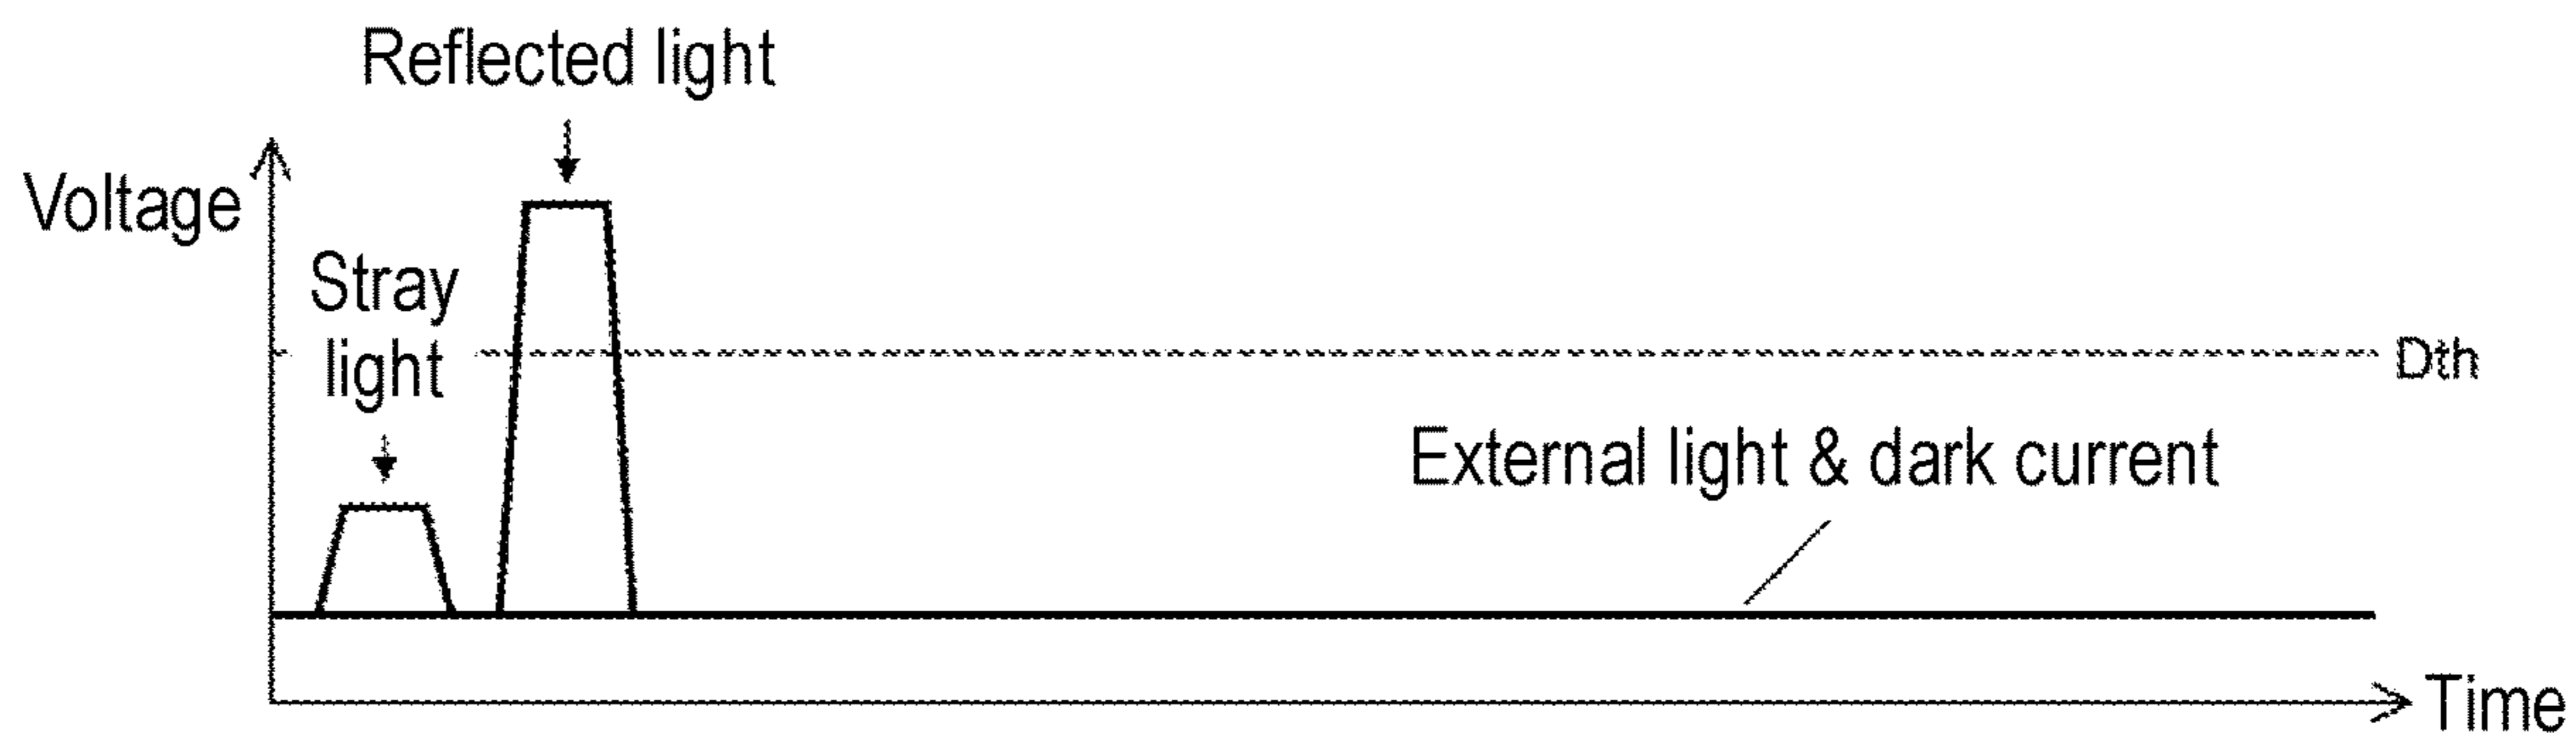 Reflected light
Voltage
Stray
light
Dth
External light & dark current
Time